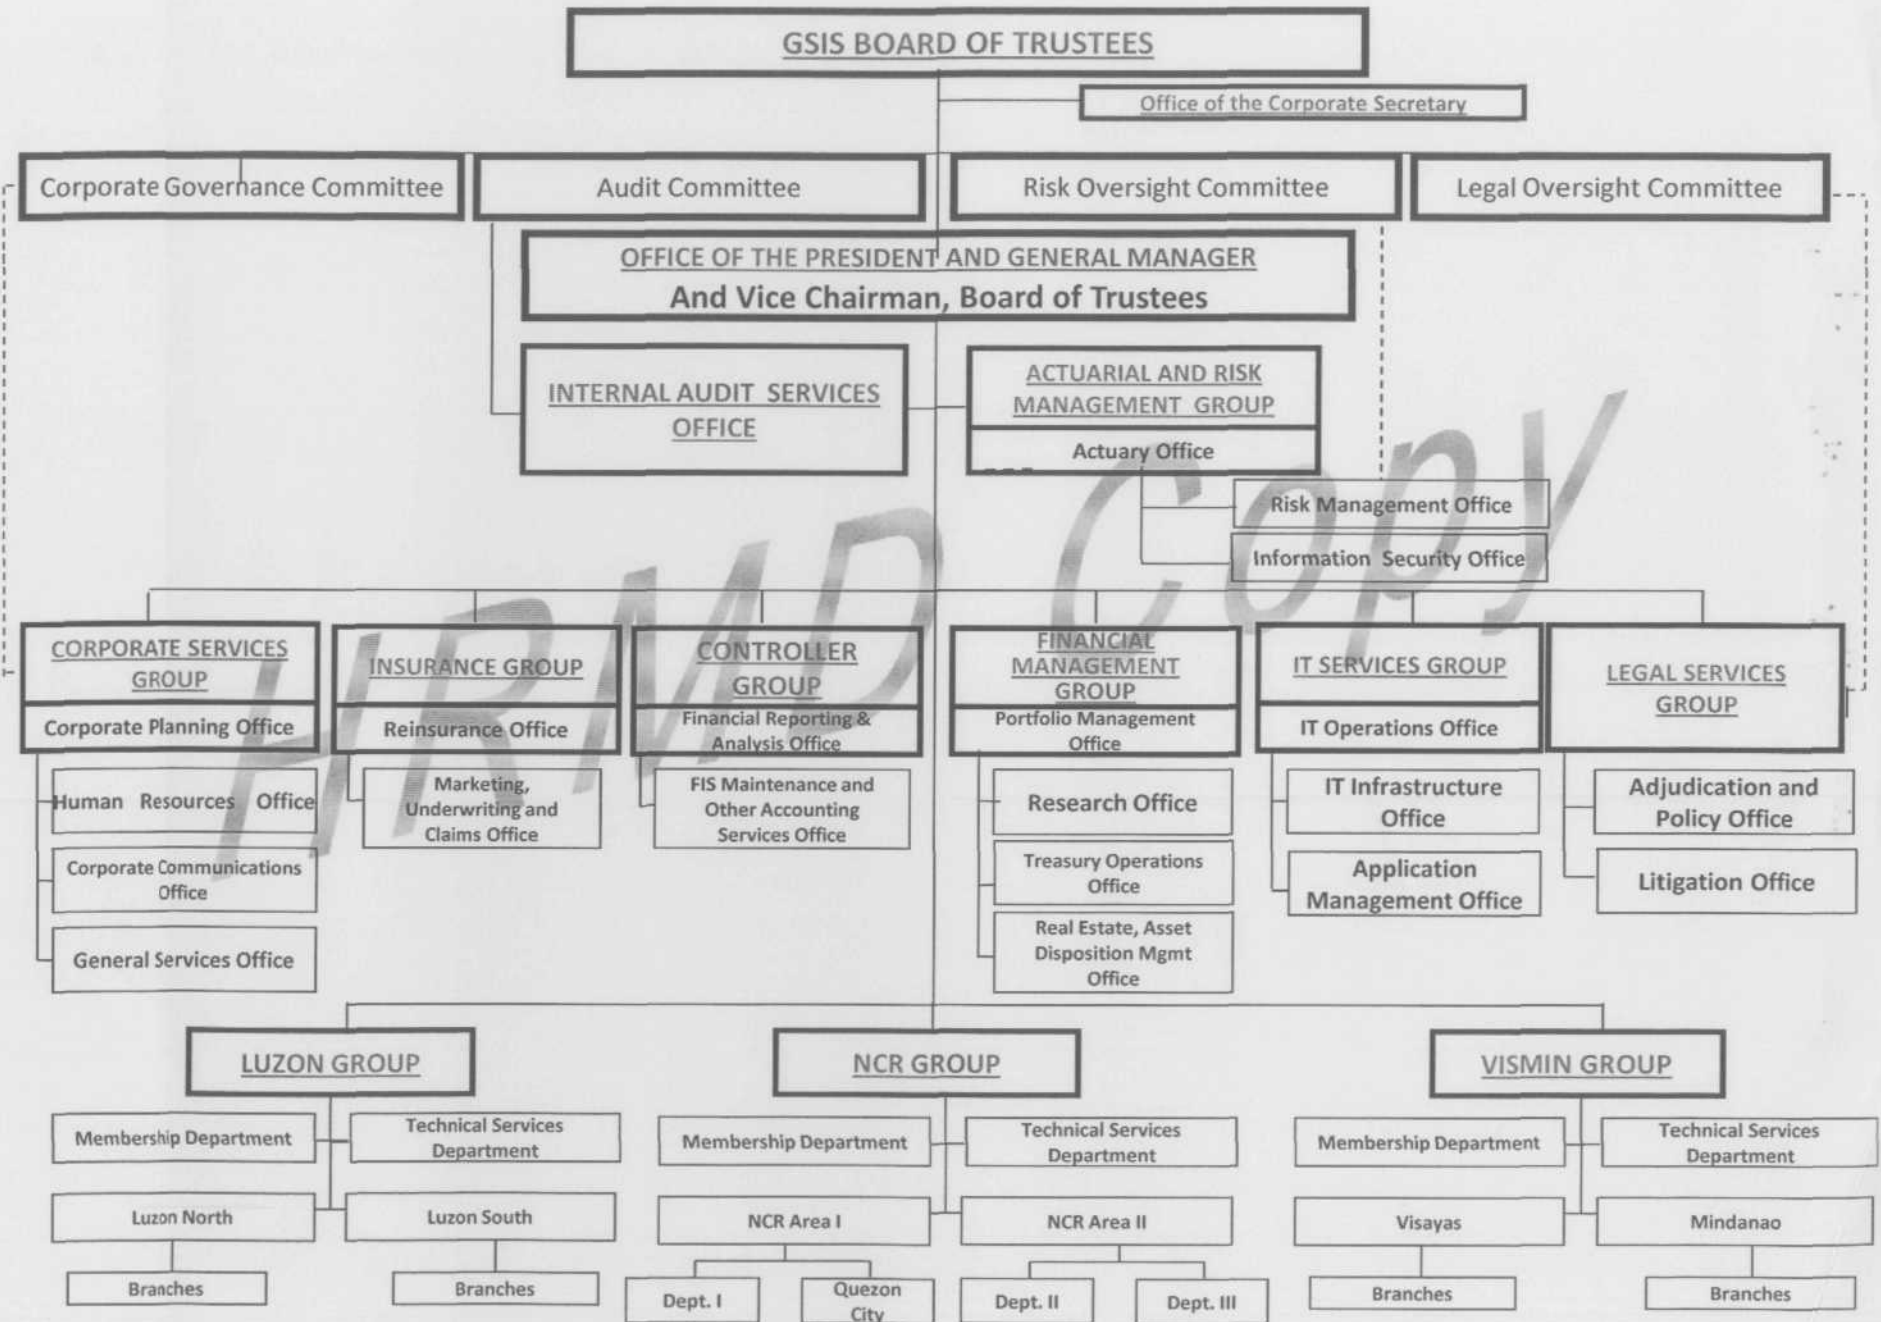 GSIS BOARD OF TRUSTEES
Office of the Corporate Secretary
Corporate Governance Committee
Audit Committee
Risk Oversight Committee
Legal Oversight Committee
OFFICE OF THE PRESIDENT AND GENERAL MANAGER
And Vice Chairman, Board of Trustees
INTERNAL AUDIT SERVICES
OFFICE
ACTUARIAL AND RISK
MANAGEMENT GROUP
Actuary Office
Risk Management Office
Information Security Office
HRMD Copy
CORPORATE SERVICES
GROUP
Corporate Planning Office
Human Resources Office
Corporate Communications
Office
General Services Office
INSURANCE GROUP
Reinsurance Office
Marketing,
Underwriting and
Claims Office
CONTROLLER
GROUP
Financial Reporting &
Analysis Office
FIS Maintenance and
Other Accounting
Services Office
FINANCIAL
MANAGEMENT
GROUP
Portfolio Management
Office
Research Office
Treasury Operations
Office
Real Estate, Asset
Disposition Mgmt
Office
IT SERVICES GROUP
IT Operations Office
IT Infrastructure
Office
Application
Management Office
LEGAL SERVICES
GROUP
Adjudication and
Policy Office
Litigation Office
LUZON GROUP
Membership Department
Technical Services
Department
Luzon North
Luzon South
Branches
Branches
NCR GROUP
Membership Department
Technical Services
Department
NCR Area I
NCR Area II
Dept. I
Quezon
City
Dept. II
Dept. III
VISMIN GROUP
Membership Department
Technical Services
Department
Visayas
Mindanao
Branches
Branches